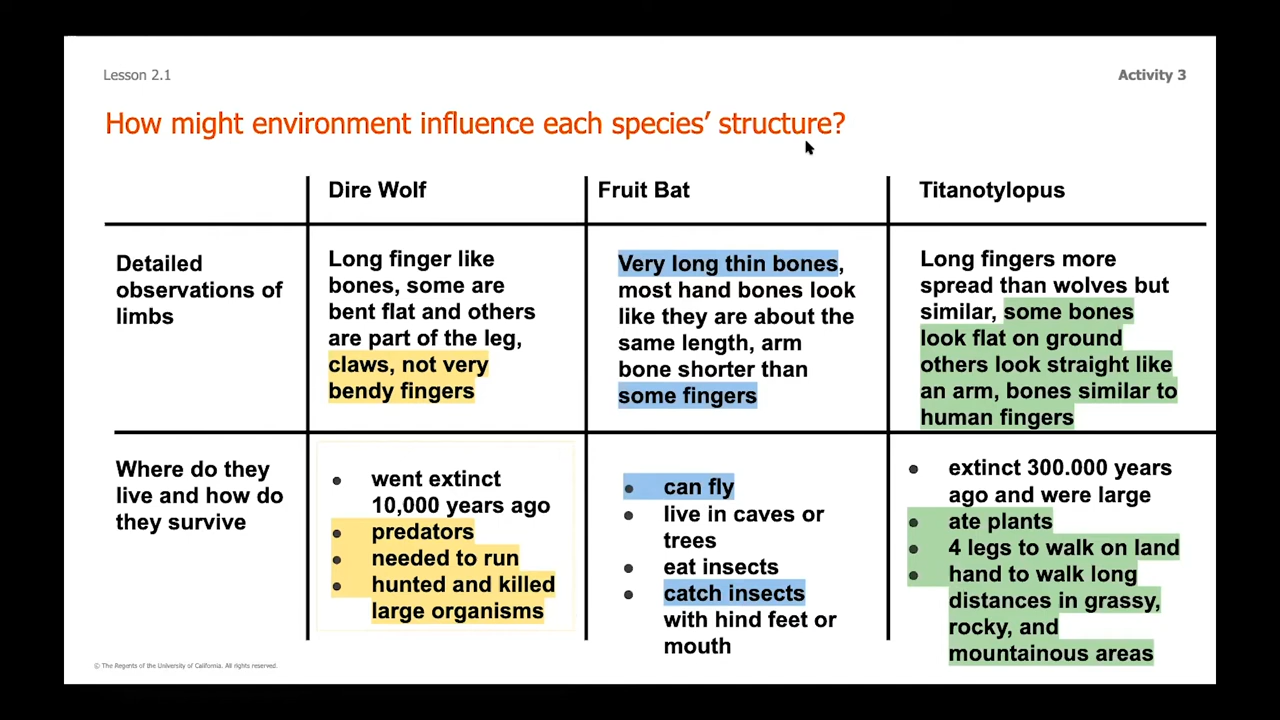 Lesson 2.1
Activity 3
How might environment influence each species’ structure?
Dire Wolf
Fruit Bat
Titanotylopus
Detailed
observations of
limbs
Long finger like
bones, some are
bent flat and others
are part of the leg,
claws, not very
bendy fingers
Very long thin bones,
most hand bones look
like they are about the
same length, arm
bone shorter than
some fingers
Long fingers more
spread than wolves but
similar, some bones
look flat on ground
others look straight like
an arm, bones similar to
human fingers
Where do they
live and how do
they survive
• went extinct
10,000 years ago
• predators
• needed to run
• hunted and killed
large organisms
• can fly
• live in caves or
trees
• eat insects
• catch insects
with hind feet or
mouth
• extinct 300.000 years
ago and were large
• ate plants
• 4 legs to walk on land
• hand to walk long
distances in grassy,
rocky, and
mountainous areas
© The Regents of the University of California. All rights reserved.